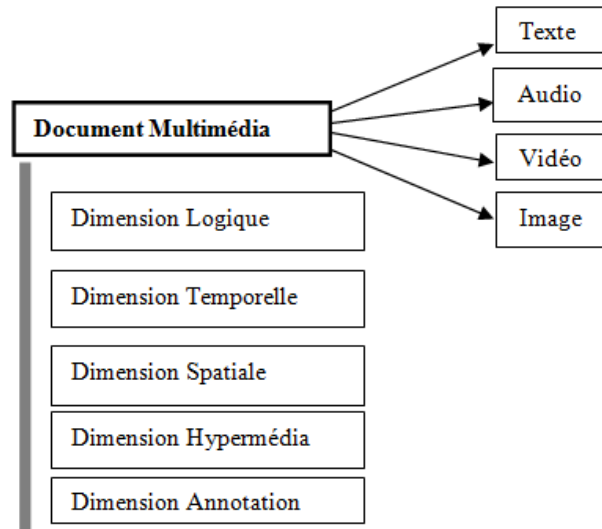 Texte
Audio
Document Multimédia
Vidéo
Image
Dimension Logique
Dimension Temporelle
Dimension Spatiale
Dimension Hypermédia
Dimension Annotation